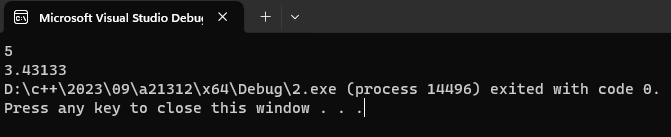 Microsoft Visual Studio Debu
5
3.43133
D:\c++\2023\09\a21312\x64\Debug\2.exe (process 14496) exited with code 0.
Press any key to close this window . . .